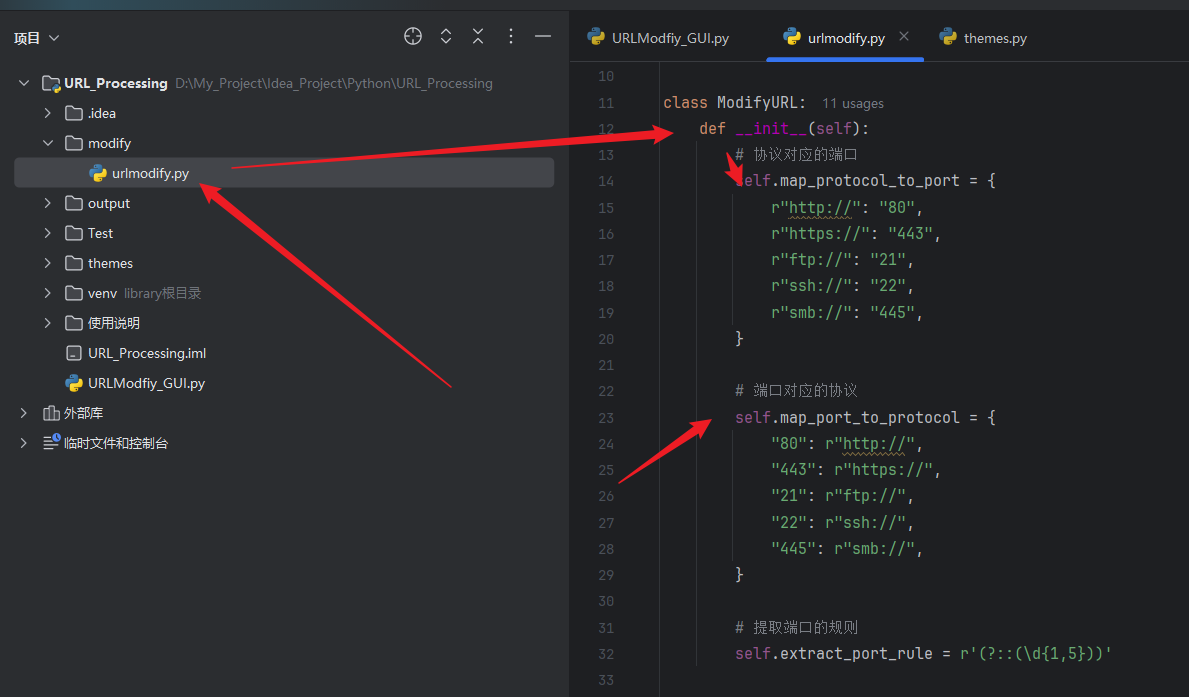 项目
URL_Processing D:\My_Project\Idea_Project\Python\URL_Processing
.idea
modify
urlmodify.py
output
Test
themes
venv library根目录
使用说明
URL_Processing.iml
URLModfiy_GUI.py
外部库
临时文件和控制台
URLModfiy_GUI.py urlmodify.py themes.py
10
11 class ModifyURL: 11 usages
12 def __init__(self):
13 # 协议对应的端口
14 self.map_protocol_to_port = {
15 r"http://": "80",
16 r"https://": "443",
17 r"ftp://": "21",
18 r"ssh://": "22",
19 r"smb://": "445",
20 }
21
22 # 端口对应的协议
23 self.map_port_to_protocol = {
24 "80": r"http://",
25 "443": r"https://",
26 "21": r"ftp://",
27 "22": r"ssh://",
28 "445": r"smb://",
29 }
30
31 # 提取端口的规则
32 self.extract_port_rule = r'(?::(\d{1,5}))'
33